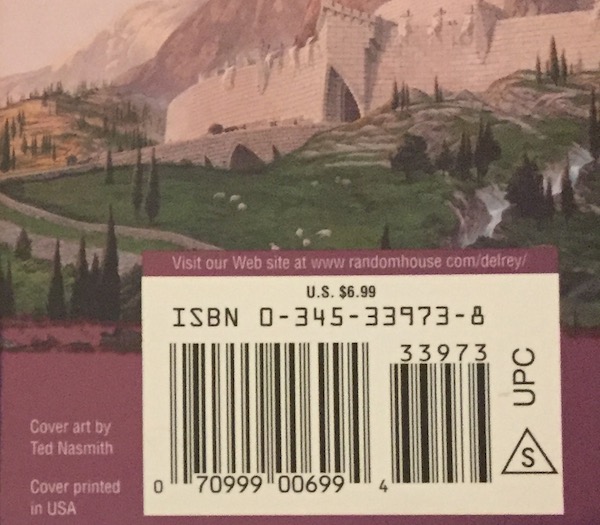 Visit our Web site at www.randomhouse.com/delrey/
U.S. $6.99
ISBN 0-345-33973-8
33973
UPC
S
0 70999 00699 4
Cover art by
Ted Nasmith
Cover printed
in USA